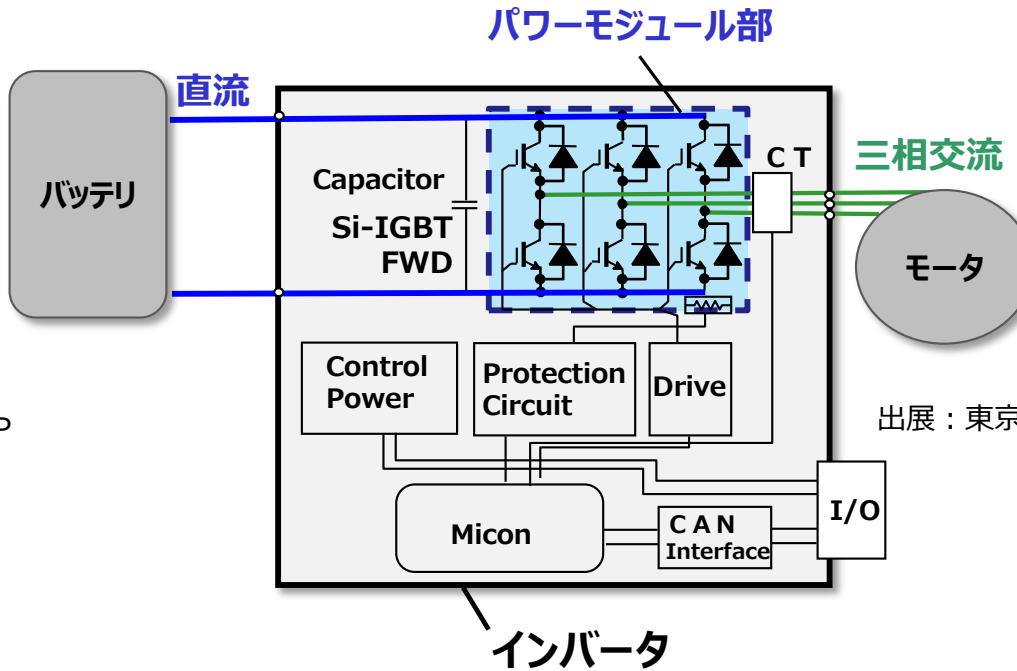 パワーモジュール部
直流
バッテリ
Capacitor
Si-IGBT
FWD
CT
三相交流
モータ
Control
Power
Protection
Circuit
Drive
出展：東京
Micon
CAN
Interface
I/O
インバータ